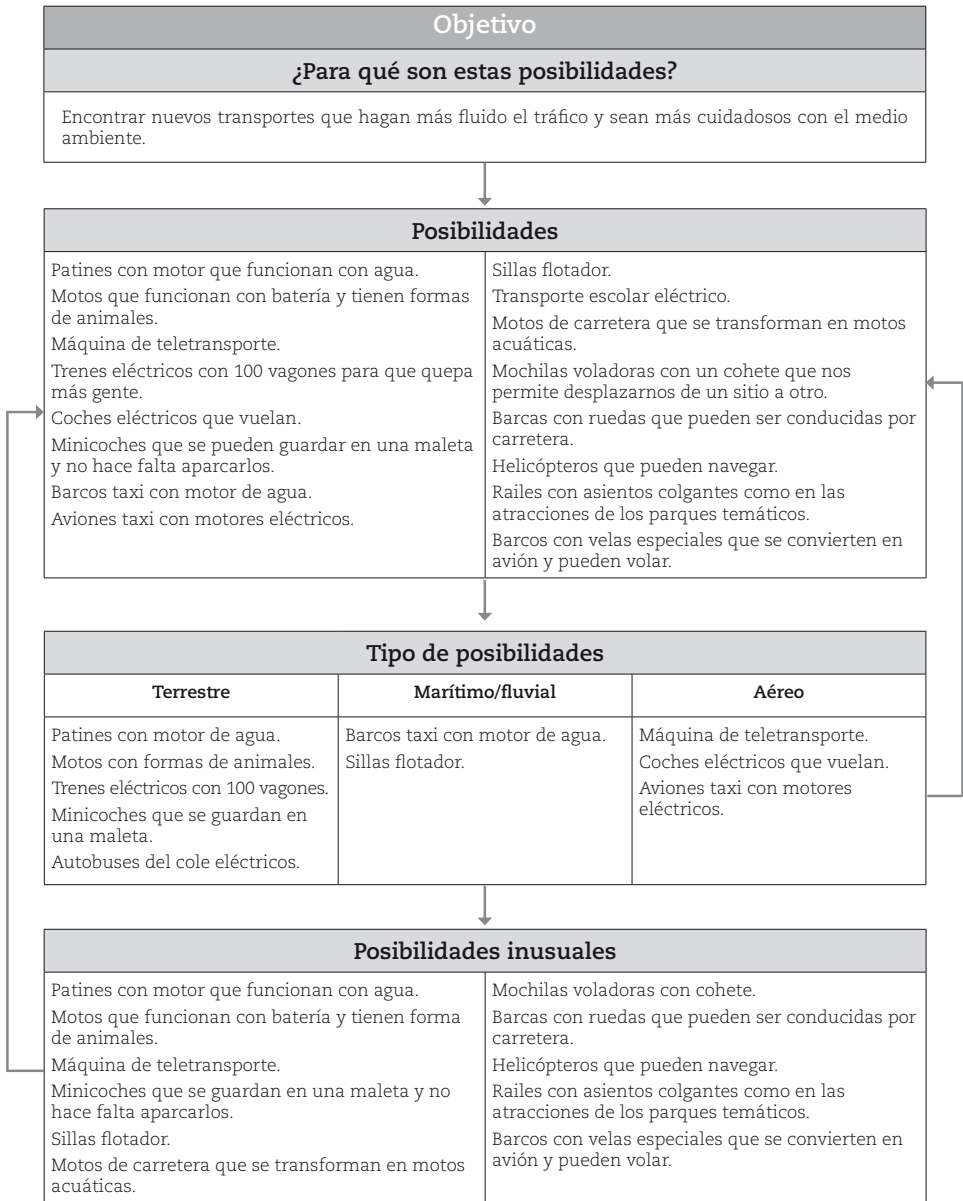 Objetivo
¿Para qué son estas posibilidades?
Encontrar nuevos transportes que hagan más fluido el tráfico y sean más cuidadosos con el medio
ambiente.
Posibilidades
Patines con motor que funcionan con agua.
Motos que funcionan con batería y tienen formas
de animales.
Máquina de teletransporte.
Trenes eléctricos con 100 vagones para que quepa
más gente.
Coches eléctricos que vuelan.
Minicoches que se pueden guardar en una maleta
y no hace falta aparcarlos.
Barcos taxi con motor de agua.
Aviones taxi con motores eléctricos.
Sillas flotador.
Transporte escolar eléctrico.
Motos de carretera que se transforman en motos
acuáticas.
Mochilas voladoras con un cohete que nos
permite desplazarnos de un sitio a otro.
Barcas con ruedas que pueden ser conducidas por
carretera.
Helicópteros que pueden navegar.
Railes con asientos colgantes como en las
atracciones de los parques temáticos.
Barcos con velas especiales que se convierten en
avión y pueden volar.
Tipo de posibilidades
Terrestre
Patines con motor de agua.
Motos con formas de animales.
Trenes eléctricos con 100 vagones.
Minicoches que se guardan en
una maleta.
Autobuses del cole eléctricos.
Marítimo/fluvial
Barcos taxi con motor de agua.
Sillas flotador.
Aéreo
Máquina de teletransporte.
Coches eléctricos que vuelan.
Aviones taxi con motores
eléctricos.
Posibilidades inusuales
Patines con motor que funcionan con agua.
Motos que funcionan con batería y tienen forma
de animales.
Máquina de teletransporte.
Minicoches que se guardan en una maleta y no
hace falta aparcarlos.
Sillas flotador.
Motos de carretera que se transforman en motos
acuáticas.
Mochilas voladoras con cohete.
Barcas con ruedas que pueden ser conducidas por
carretera.
Helicópteros que pueden navegar.
Railes con asientos colgantes como en las
atracciones de los parques temáticos.
Barcos con velas especiales que se convierten en
avión y pueden volar.